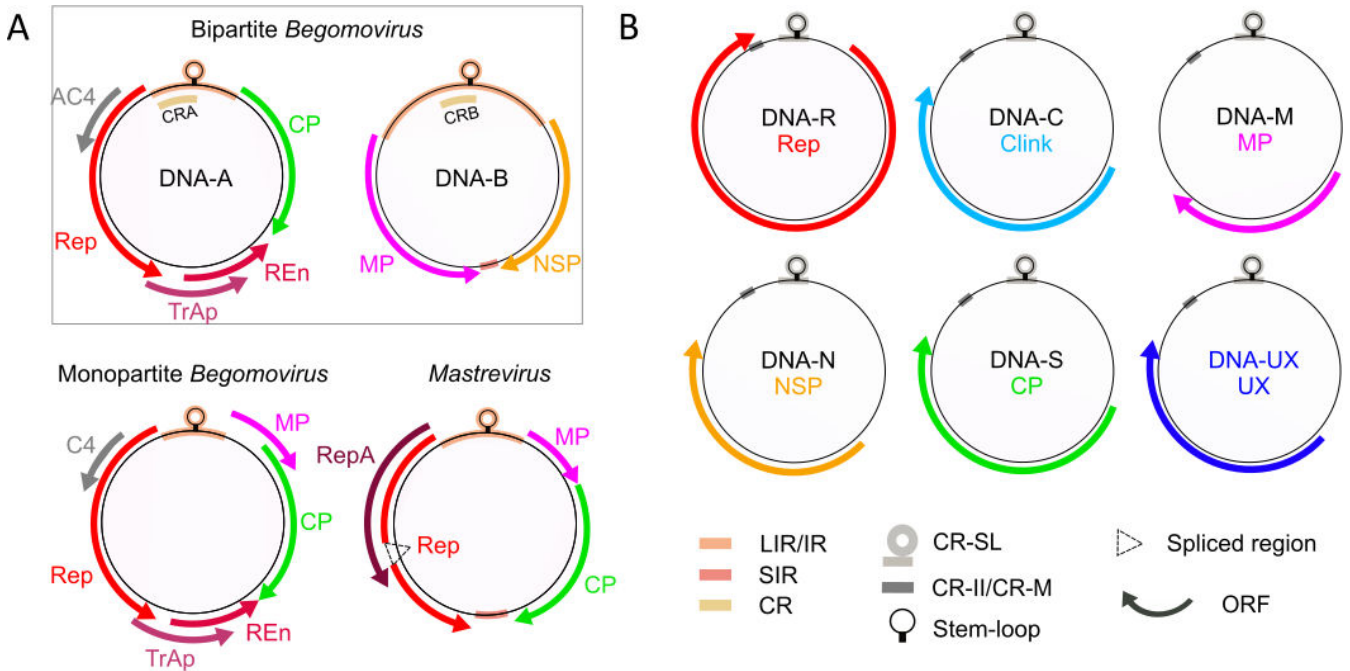 A
Bipartite Begomovirus
AC4
CRA
CP
DNA-A
Rep
REn
TrAp
CRB
DNA-B
MP
NSP
Monopartite Begomovirus
C4
MP
CP
Rep
REn
TrAp
Mastrevirus
RepA
MP
Rep
CP
B
DNA-R
Rep
DNA-C
Clink
DNA-M
MP
DNA-N
NSP
DNA-S
CP
DNA-UX
UX
LIR/IR
SIR
CR
CR-SL
CR-II/CR-M
Stem-loop
Spliced region
ORF